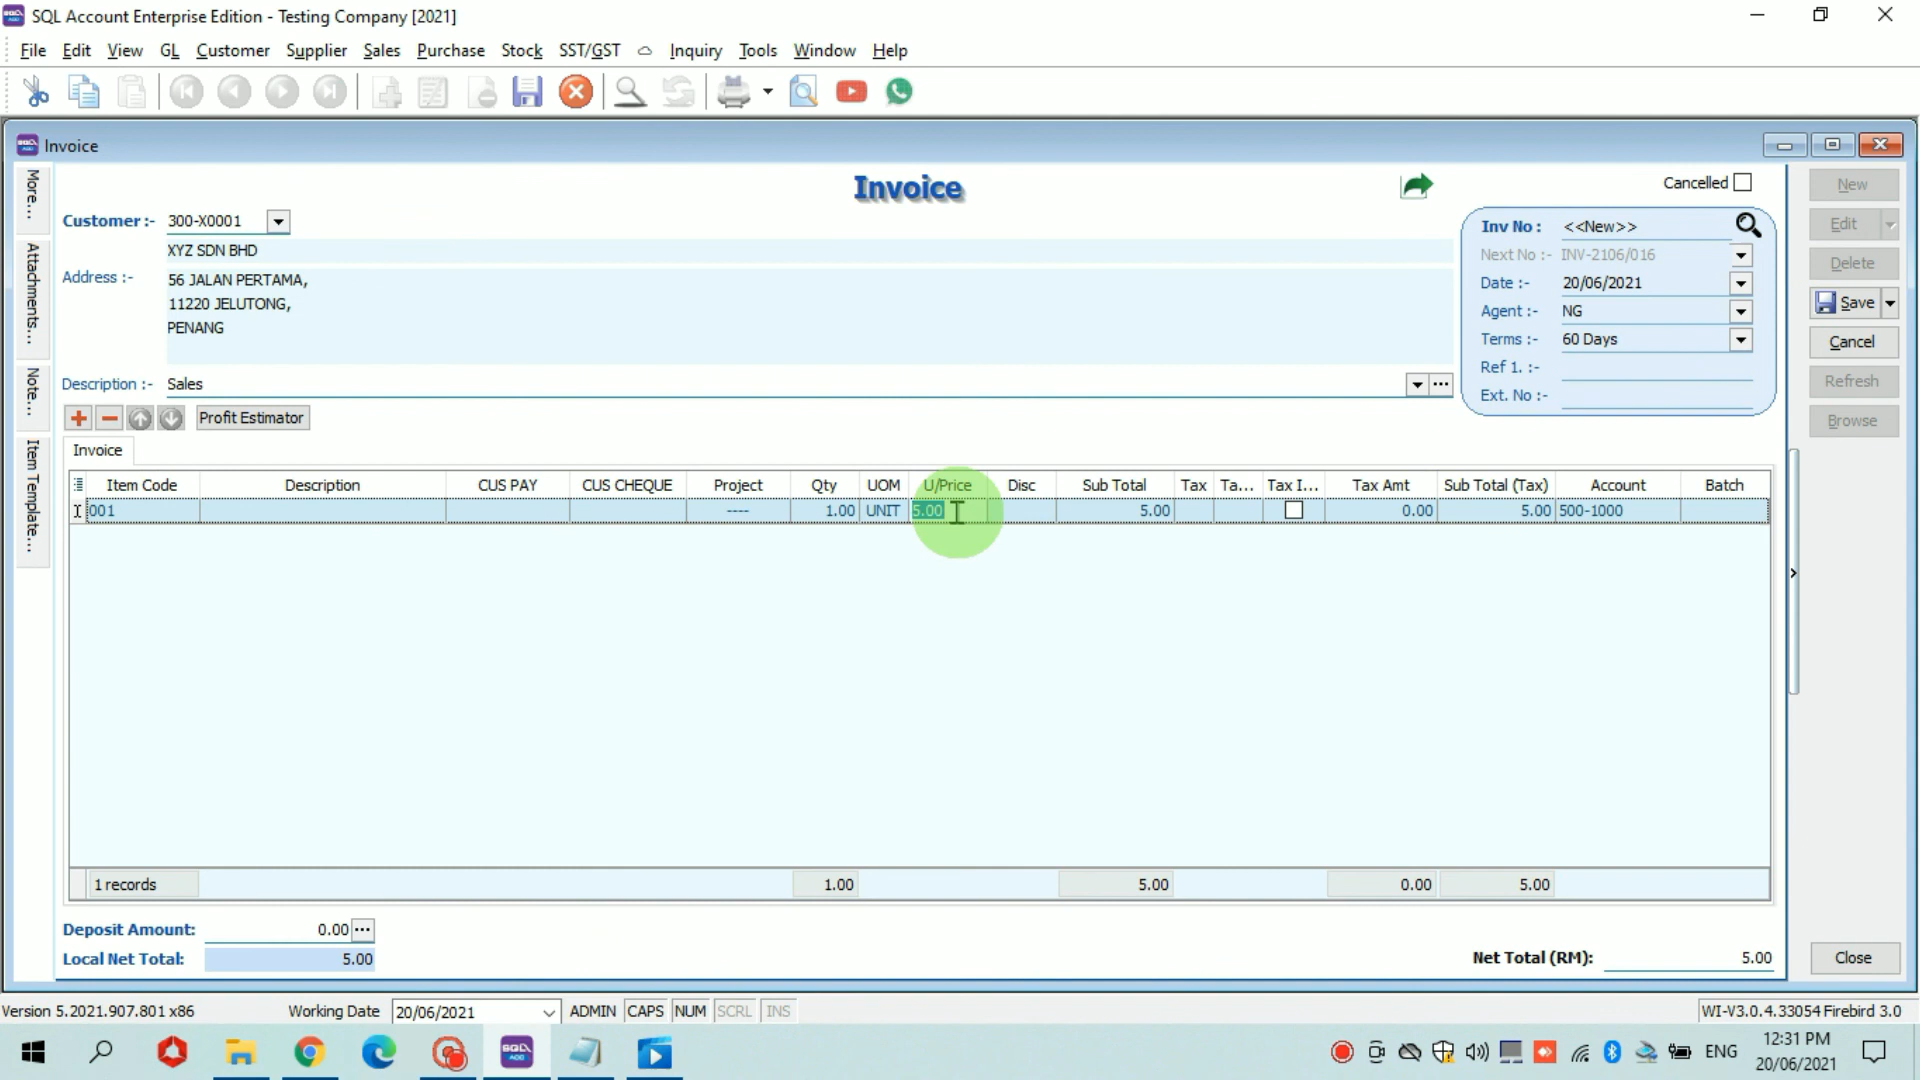 SQL Account Enterprise Edition - Testing Company [2021]
File Edit View GL Customer Supplier Sales Purchase Stock SST/GST Inquiry Tools Window Help
Invoice
More...
Attachments...
Note...
Item Template...
Invoice
Cancelled
Customer :- 300-X0001
XYZ SDN BHD
Address :- 56 JALAN PERTAMA,
11220 JELUTONG,
PENANG
Description :- Sales
Inv No : <<New>>
Next No :- INV-2106/016
Date :- 20/06/2021
Agent :- NG
Terms :- 60 Days
Ref 1. :-
Ext. No :-
New
Edit
Delete
Save
Cancel
Refresh
Browse
Profit Estimator
Invoice
Item Code Description CUS PAY CUS CHEQUE Project Qty UOM U/Price Disc Sub Total Tax Ta... Tax I... Tax Amt Sub Total (Tax) Account Batch
001 ---- 1.00 UNIT 5.00 5.00 0.00 5.00 500-1000
1 records 1.00 5.00 0.00 5.00
Deposit Amount: 0.00
Local Net Total: 5.00
Net Total (RM): 5.00
Close
Version 5.2021.907.801 x86 Working Date 20/06/2021 ADMIN CAPS NUM SCRL INS WI-V3.0.4.33054 Firebird 3.0
ENG
12:31 PM
20/06/2021